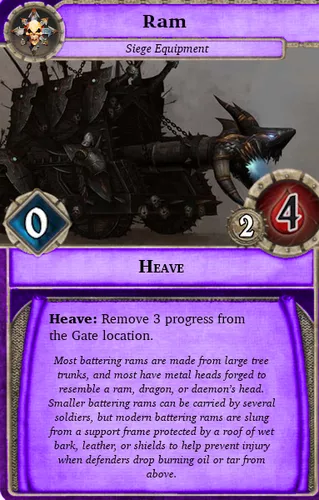 Ram
Siege Equipment
0
2
4
Heave
Heave: Remove 3 progress from
the Gate location.
Most battering rams are made from large tree
trunks, and most have metal heads forged to
resemble a ram, dragon, or daemon's head.
Smaller battering rams can be carried by several
soldiers, but modern battering rams are slung
from a support frame protected by a roof of wet
bark, leather, or shields to help prevent injury
when defenders drop burning oil or tar from
above.